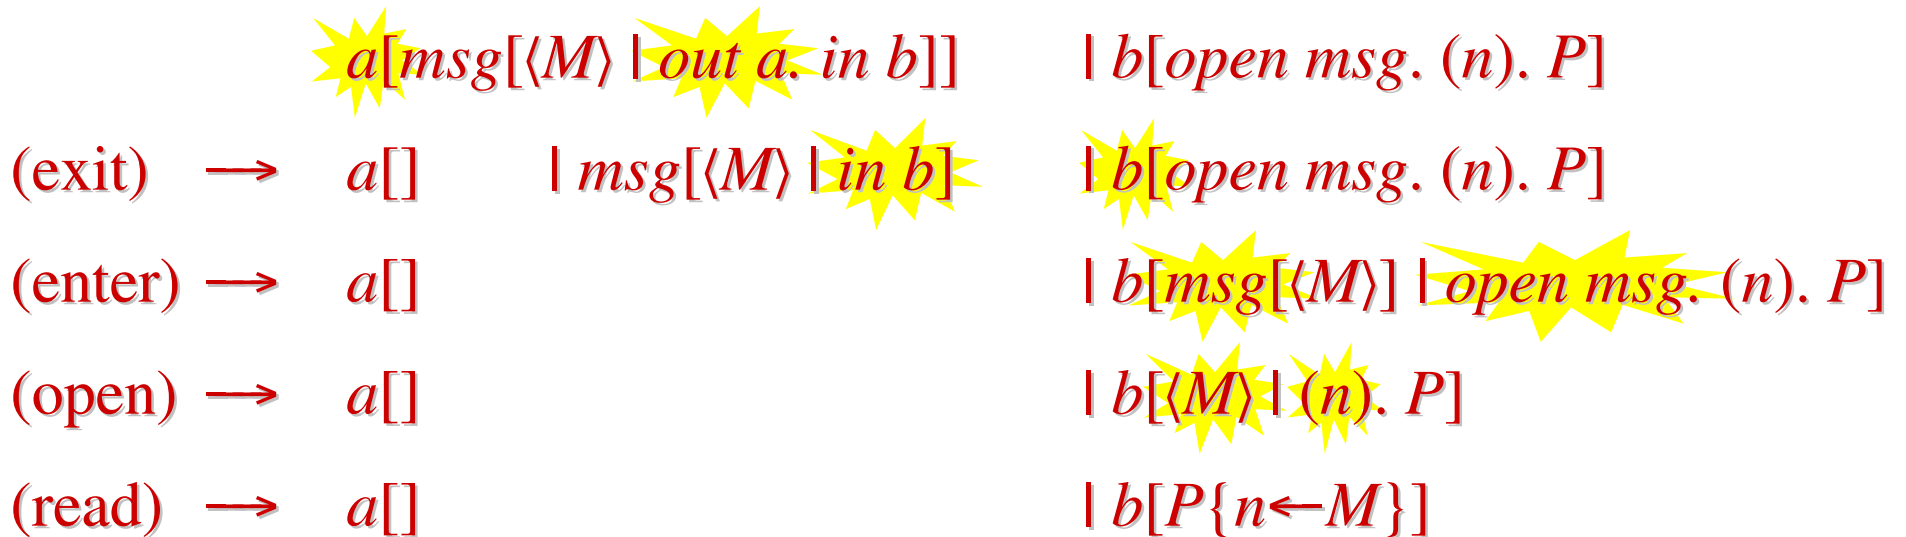 a[msg[⟨M⟩ | out a. in b]] | b[open msg. (n). P]
(exit) → a[] | msg[⟨M⟩ | in b] | b[open msg. (n). P]
(enter) → a[] | b[msg[⟨M⟩] | open msg. (n). P]
(open) → a[] | b[⟨M⟩ | (n). P]
(read) → a[] | b[P{n←M}]